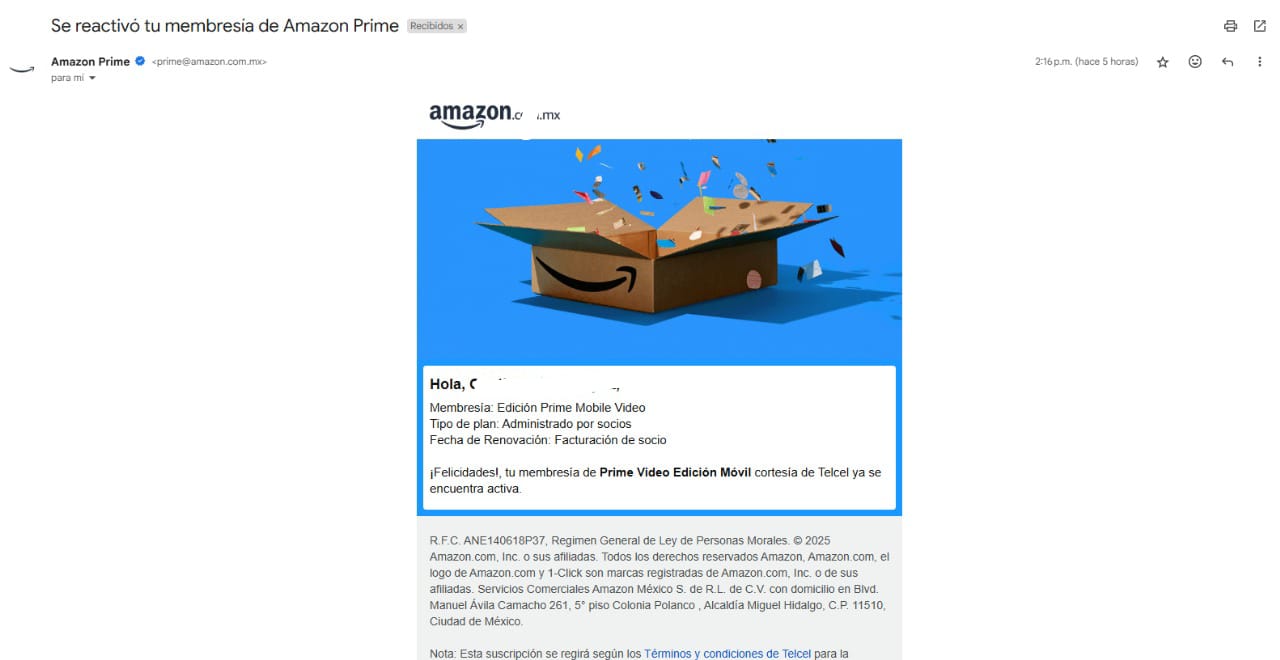 Se reactivó tu membresía de Amazon Prime Recibidos ×
Amazon Prime <prime@amazon.com.mx> 2:16 p.m. (hace 5 horas)
para mí
amazon .mx
Hola,
Membresía: Edición Prime Mobile Video
Tipo de plan: Administrado por socios
Fecha de Renovación: Facturación de socio
¡Felicidades!, tu membresía de Prime Video Edición Móvil cortesía de Telcel ya se
encuentra activa.
R.F.C. ANE140618P37, Regimen General de Ley de Personas Morales. © 2025
Amazon.com, Inc. o sus afiliadas. Todos los derechos reservados Amazon, Amazon.com, el
logo de Amazon.com y 1-Click son marcas registradas de Amazon.com, Inc. o de sus
afiliadas. Servicios Comerciales Amazon México S. de R.L. de C.V. con domicilio en Blvd.
Manuel Ávila Camacho 261, 5° piso Colonia Polanco , Alcaldía Miguel Hidalgo, C.P. 11510,
Ciudad de México.
Nota: Esta suscripción se regirá según los Términos y condiciones de Telcel para la